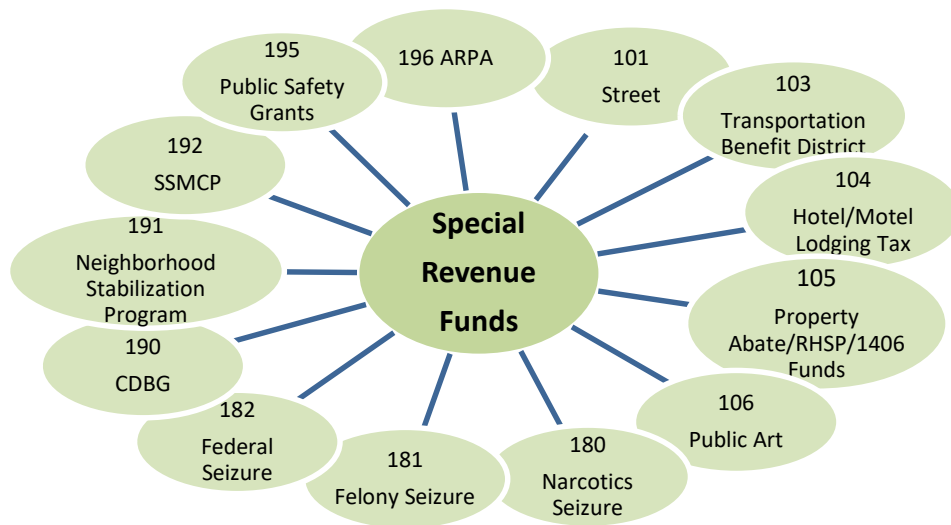 Special
Revenue
Funds
101
Street
103
Transportation
Benefit District
104
Hotel/Motel
Lodging Tax
105
Property
Abate/RHSP/1406
Funds
106
Public Art
180
Narcotics
Seizure
181
Felony Seizure
182
Federal
Seizure
190
CDBG
191
Neighborhood
Stabilization
Program
192
SSMCP
195
Public Safety
Grants
196 ARPA